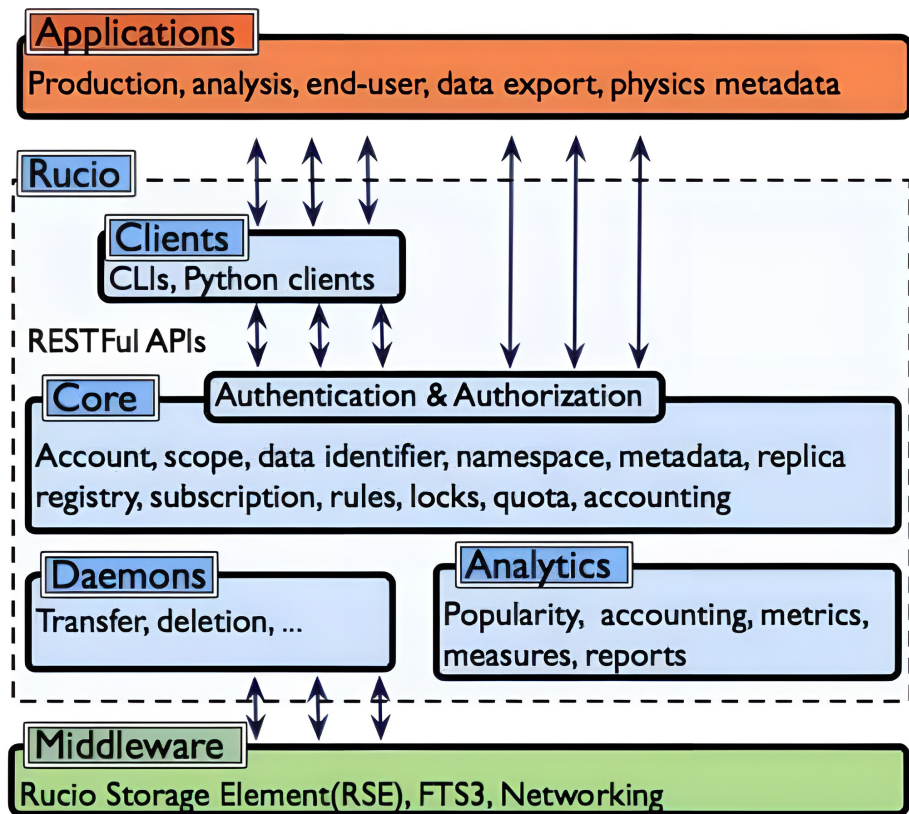 Applications
Production, analysis, end-user, data export, physics metadata
Rucio
Clients
CLIs, Python clients
RESTFul APIs
Core
Authentication & Authorization
Account, scope, data identifier, namespace, metadata, replica
registry, subscription, rules, locks, quota, accounting
Daemons
Transfer, deletion, ...
Analytics
Popularity, accounting, metrics,
measures, reports
Middleware
Rucio Storage Element(RSE), FTS3, Networking